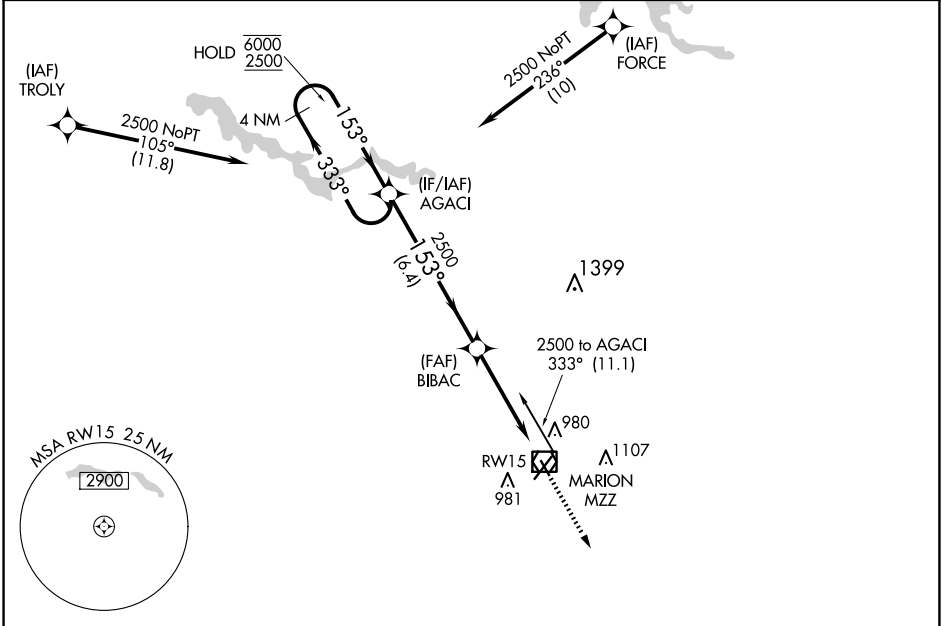 HOLD 6000
2500
(IAF)
TROLY
2500 NoPT
105°
(11.8)
4 NM
153°
333°
2500 NoPT
236°
(10)
(IAF)
FORCE
(IF/IAF)
AGACI
2500
153°
(6.4)
1399
(FAF)
BIBAC
2500 to AGACI
333° (11.1)
980
RW15
1107
MARION
MZZ
981
MSA RW15 25 NM
2900